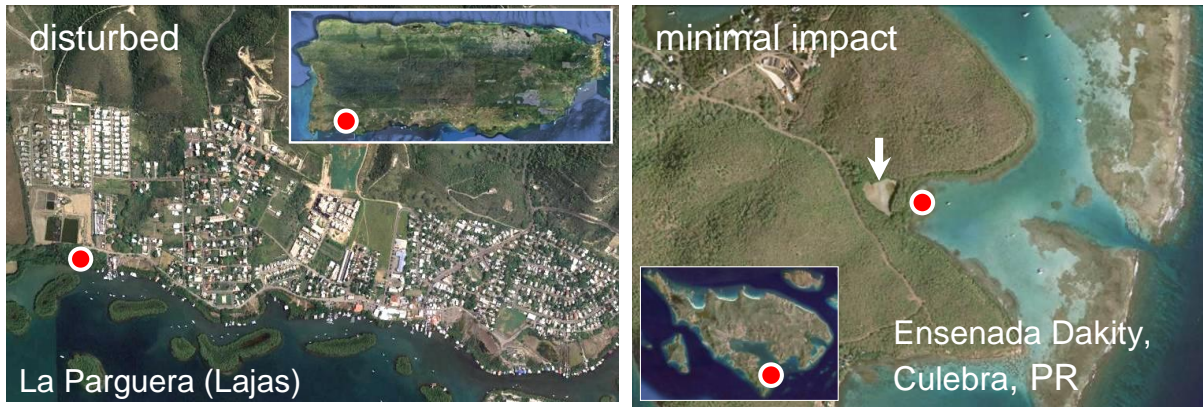 disturbed
La Parguera (Lajas)
minimal impact
Ensenada Dakity,
Culebra, PR